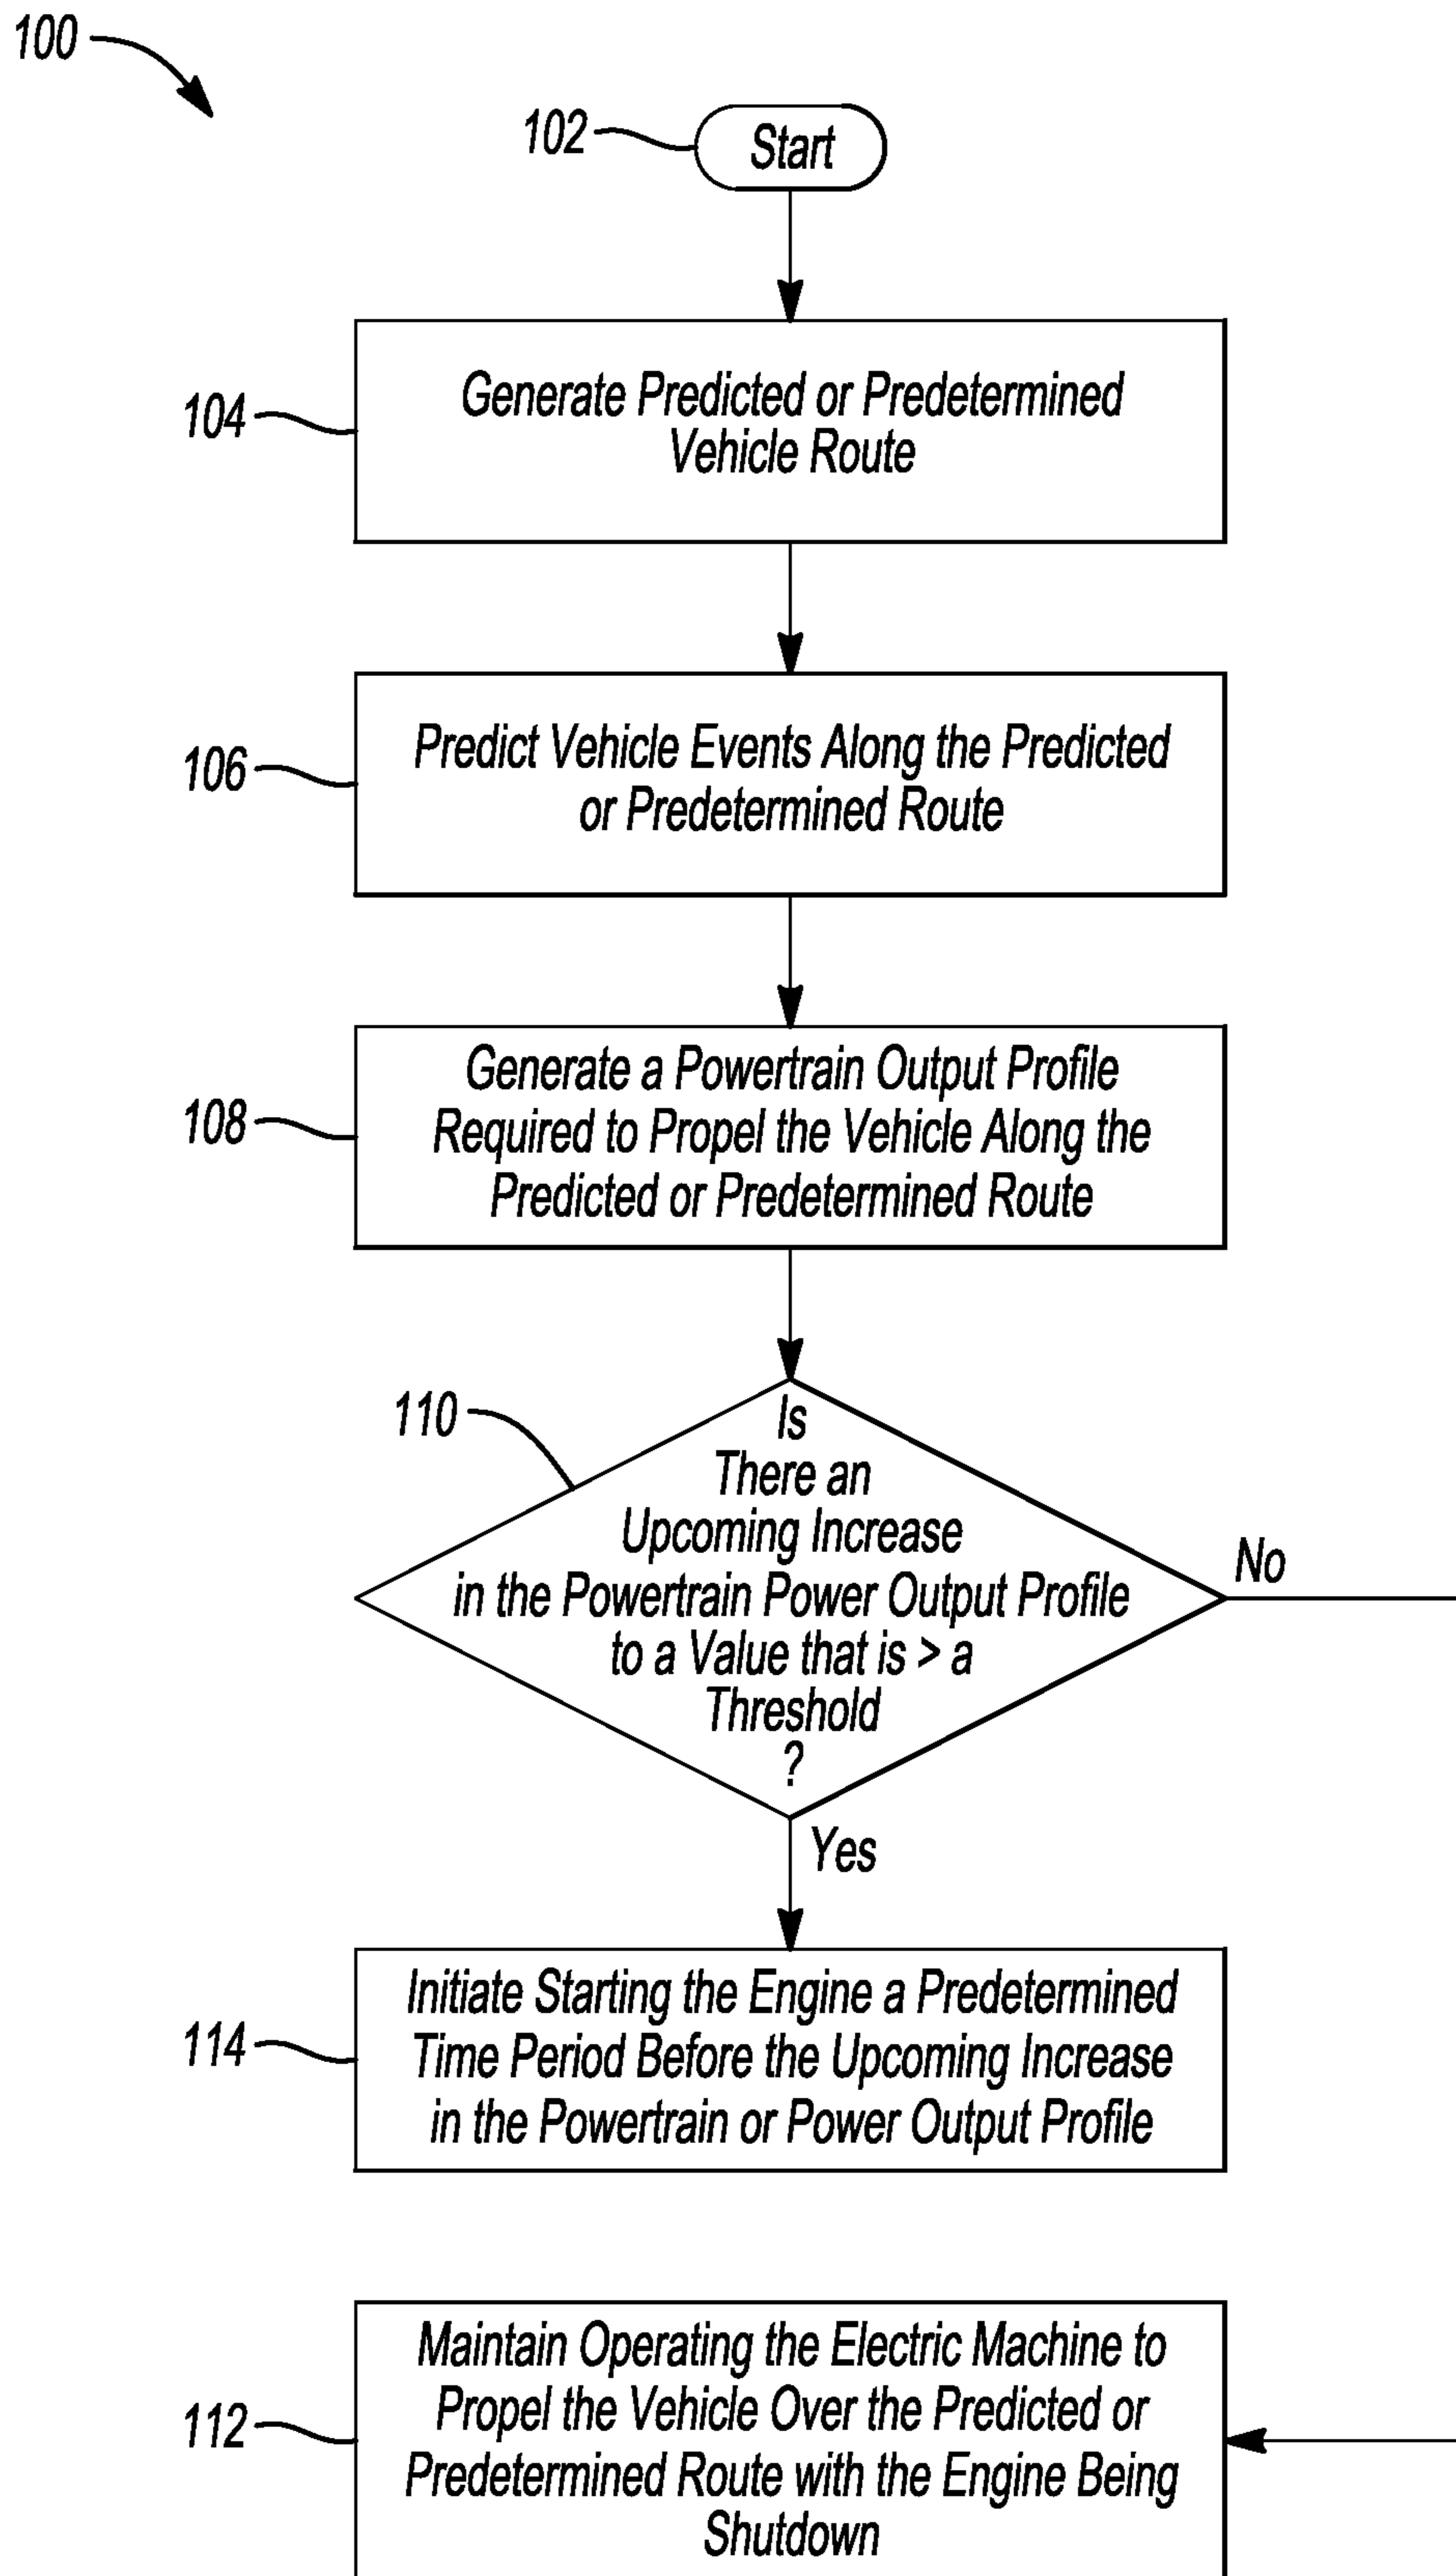 100
102
Start
104
Generate Predicted or Predetermined
Vehicle Route
106
Predict Vehicle Events Along the Predicted
or Predetermined Route
108
Generate a Powertrain Output Profile
Required to Propel the Vehicle Along the
Predicted or Predetermined Route
110
Is
There an
Upcoming Increase
in the Powertrain Power Output Profile
to a Value that is > a
Threshold
?
No
Yes
114
Initiate Starting the Engine a Predetermined
Time Period Before the Upcoming Increase
in the Powertrain or Power Output Profile
112
Maintain Operating the Electric Machine to
Propel the Vehicle Over the Predicted or
Predetermined Route with the Engine Being
Shutdown